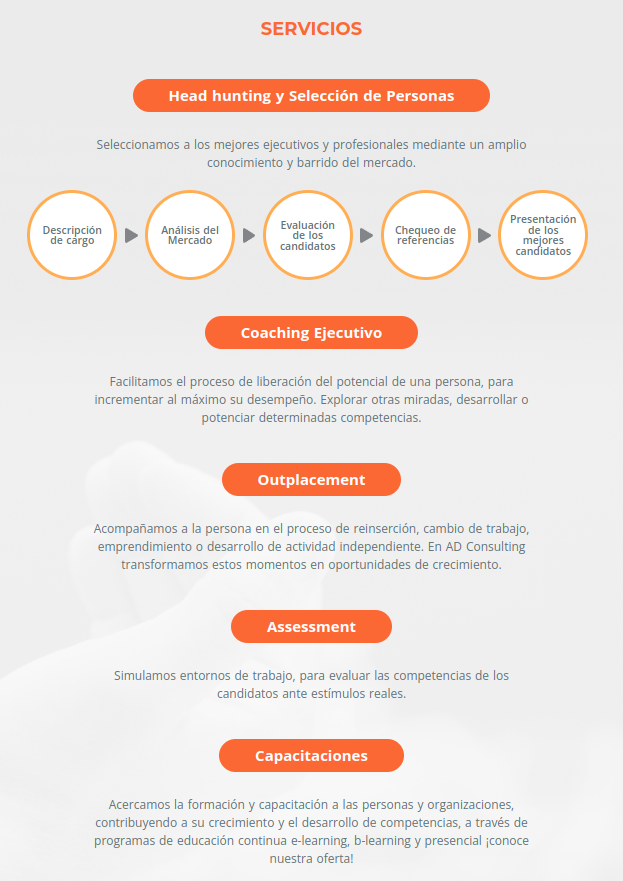 SERVICIOS
Head hunting y Selección de Personas
Seleccionamos a los mejores ejecutivos y profesionales mediante un amplio
conocimiento y barrido del mercado.
Descripción
de cargo
Análisis del
Mercado
Evaluación
de los
candidatos
Chequeo de
referencias
Presentación
de los
mejores
candidatos
Coaching Ejecutivo
Facilitamos el proceso de liberación del potencial de una persona, para
incrementar al máximo su desempeño. Explorar otras miradas, desarrollar o
potenciar determinadas competencias.
Outplacement
Acompañamos a la persona en el proceso de reinserción, cambio de trabajo,
emprendimiento o desarrollo de actividad independiente. En AD Consulting
transformamos estos momentos en oportunidades de crecimiento.
Assessment
Simulamos entornos de trabajo, para evaluar las competencias de los
candidatos ante estímulos reales.
Capacitaciones
Acercamos la formación y capacitación a las personas y organizaciones,
contribuyendo a su crecimiento y el desarrollo de competencias, a través de
programas de educación continua e-learning, b-learning y presencial ¡conoce
nuestra oferta!